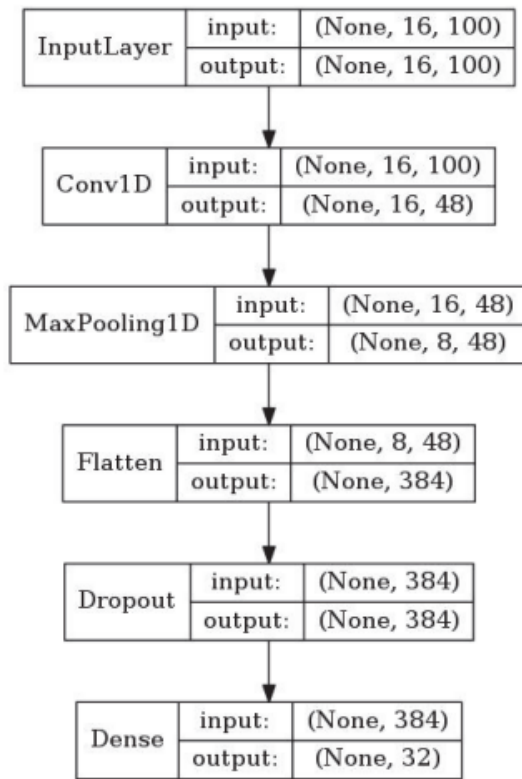 InputLayer
input: (None, 16, 100)
output: (None, 16, 100)
Conv1D
input: (None, 16, 100)
output: (None, 16, 48)
MaxPooling1D
input: (None, 16, 48)
output: (None, 8, 48)
Flatten
input: (None, 8, 48)
output: (None, 384)
Dropout
input: (None, 384)
output: (None, 384)
Dense
input: (None, 384)
output: (None, 32)